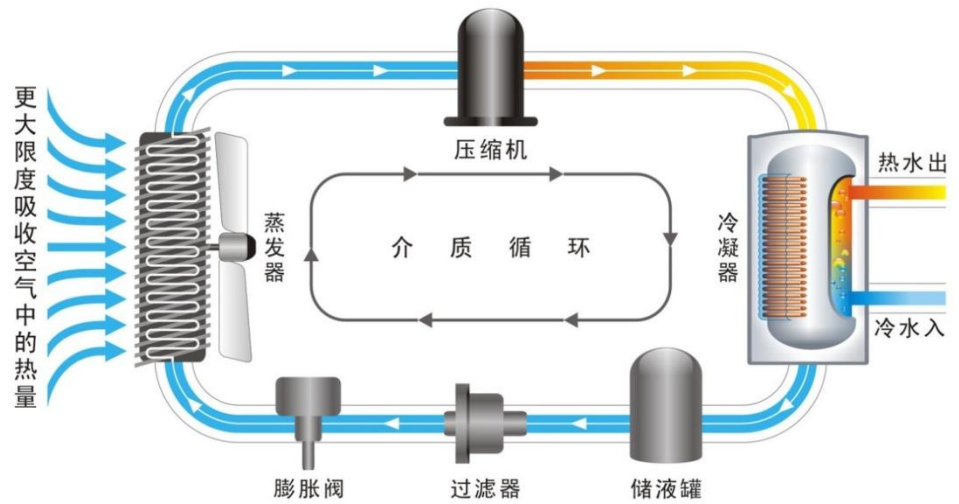 更大限度吸收空气中的热量
压缩机
蒸发器
介质循环
冷凝器
热水出
冷水入
膨胀阀
过滤器
储液罐